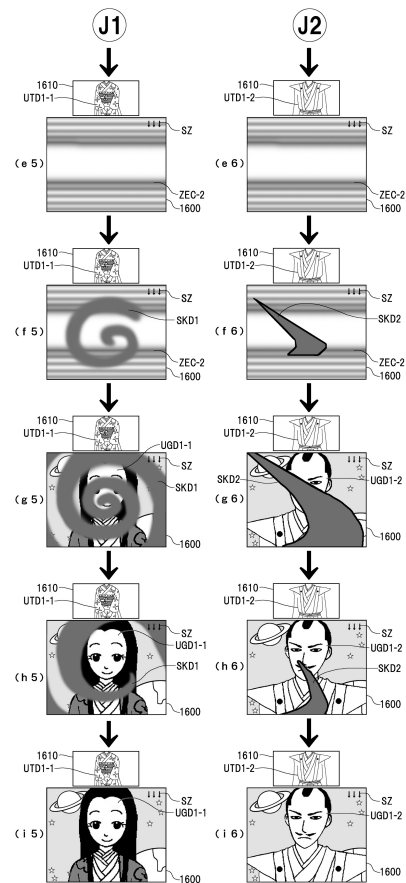 J1
J2
1610
UTD1-1
SZ
(e5)
ZEC-2
1600
1610
UTD1-2
SZ
(e6)
ZEC-2
1600
1610
UTD1-1
SZ
SKD1
(f5)
ZEC-2
1600
1610
UTD1-2
SZ
SKD2
(f6)
ZEC-2
1600
1610
UTD1-1
UGD1-1
SZ
SKD1
(g5)
1600
1610
UTD1-2
SZ
SKD2
UGD1-2
(g6)
1600
1610
UTD1-1
SZ
UGD1-1
SKD1
(h5)
1600
1610
UTD1-2
SZ
UGD1-2
SKD2
(h6)
1600
1610
UTD1-1
SZ
UGD1-1
(i5)
1600
1610
UTD1-2
SZ
UGD1-2
(i6)
1600